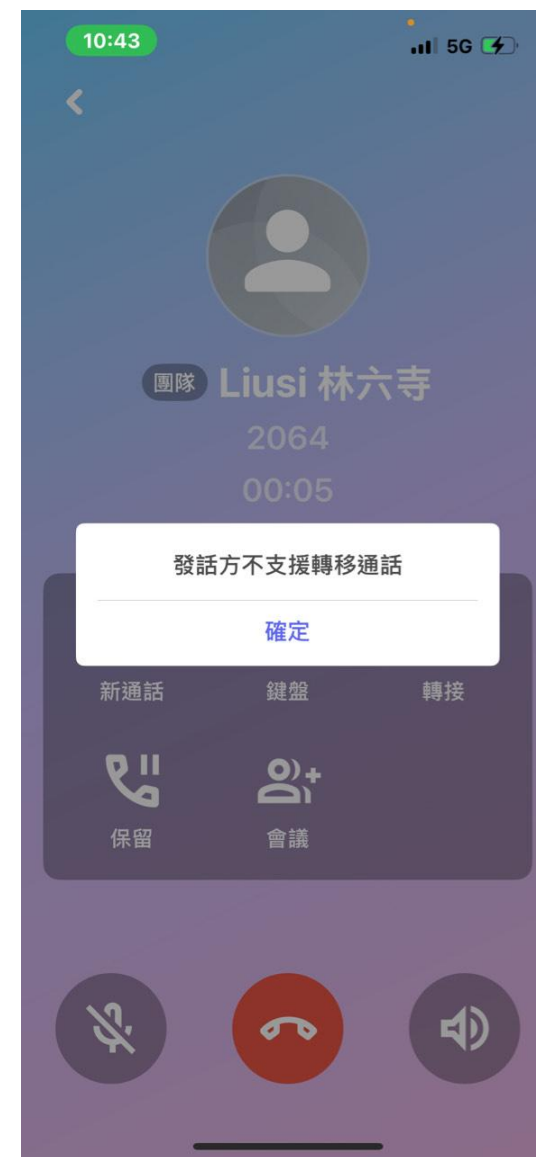 10:43 5G
團隊 Liusi 林六寺
2064
00:05
發話方不支援轉移通話
確定
新通話 鍵盤 轉接
保留 會議